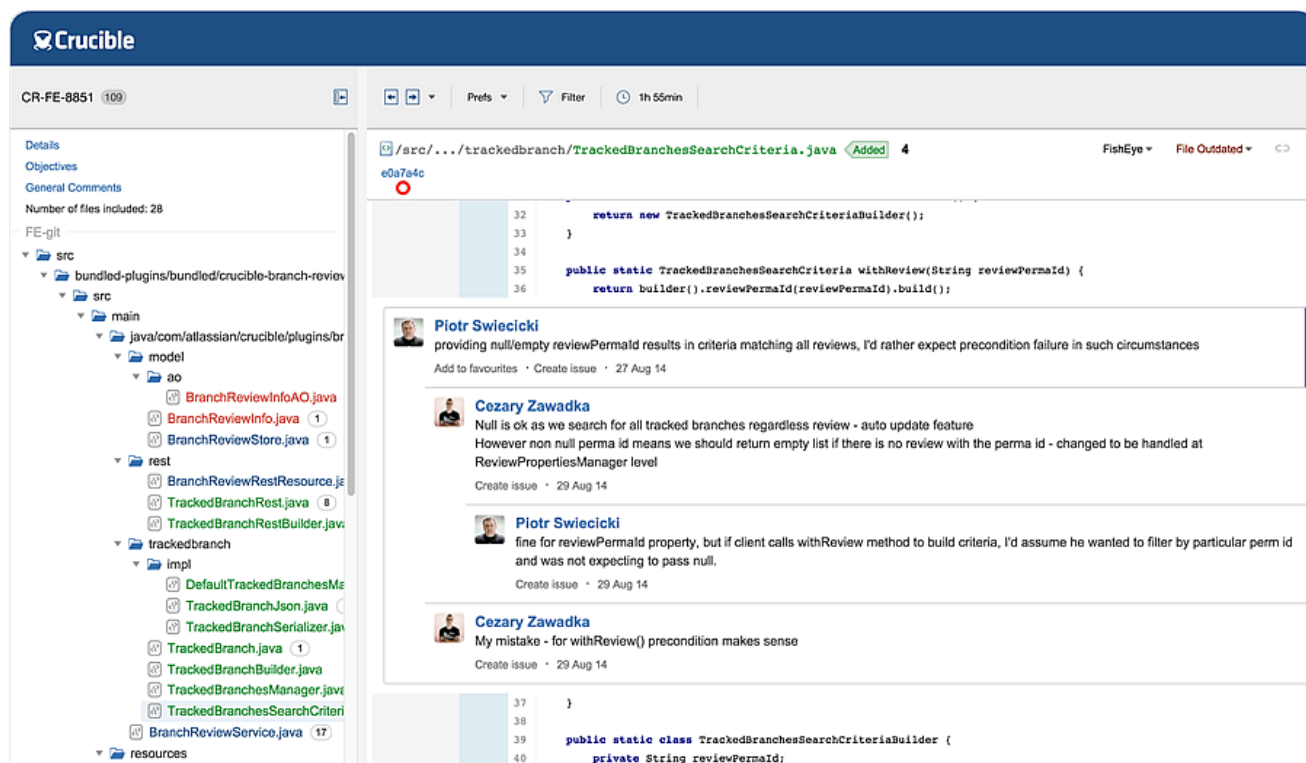 Crucible
CR-FE-8851 109
Prefs Filter 1h 55min
Details
Objectives
General Comments
Number of files included: 28
FE-git
src
bundled-plugins/bundled/crucible-branch-review
src
main
java/com/atlassian/crucible/plugins/br
model
ao
BranchReviewInfoAO.java
BranchReviewInfo.java 1
BranchReviewStore.java 1
rest
BranchReviewRestResource.ja
TrackedBranchRest.java 8
TrackedBranchRestBuilder.java
trackedbranch
impl
DefaultTrackedBranchesMa
TrackedBranchJson.java
TrackedBranchSerializer.jav
TrackedBranch.java 1
TrackedBranchBuilder.java
TrackedBranchesManager.java
TrackedBranchesSearchCriteri
BranchReviewService.java 17
resources
/src/.../trackedbranch/TrackedBranchesSearchCriteria.java Added 4 FishEye File Outdated
e0a7a4c
32 return new TrackedBranchesSearchCriteriaBuilder();
33 }
34
35 public static TrackedBranchesSearchCriteria withReview(String reviewPermaId) {
36 return builder().reviewPermaId(reviewPermaId).build();
Piotr Swiecicki
providing null/empty reviewPermaId results in criteria matching all reviews, I'd rather expect precondition failure in such circumstances
Add to favourites · Create issue · 27 Aug 14
Cezary Zawadka
Null is ok as we search for all tracked branches regardless review - auto update feature
However non null perma id means we should return empty list if there is no review with the perma id - changed to be handled at
ReviewPropertiesManager level
Create issue · 29 Aug 14
Piotr Swiecicki
fine for reviewPermaId property, but if client calls withReview method to build criteria, I'd assume he wanted to filter by particular perm id
and was not expecting to pass null.
Create issue · 29 Aug 14
Cezary Zawadka
My mistake - for withReview() precondition makes sense
Create issue · 29 Aug 14
37 }
38
39 public static class TrackedBranchesSearchCriteriaBuilder {
40 private String reviewPermaId;